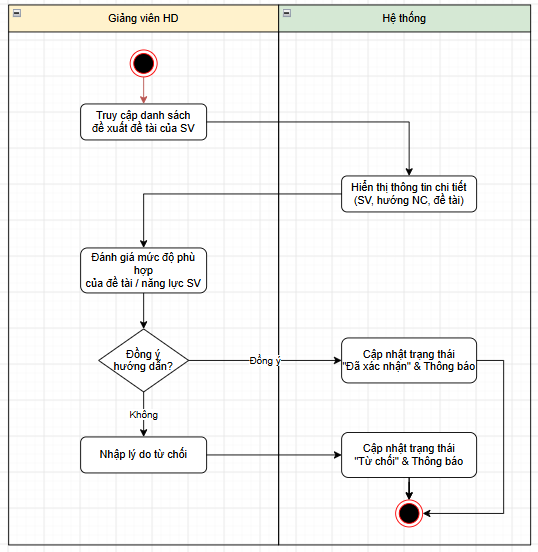 Giảng viên HD
Hệ thống
Truy cập danh sách
đề xuất đề tài của SV
Hiển thị thông tin chi tiết
(SV, hướng NC, đề tài)
Đánh giá mức độ phù
hợp
của đề tài / năng lực SV
Đồng ý
hướng dẫn?
Đồng ý
Cập nhật trạng thái
"Đã xác nhận" & Thông báo
Không
Nhập lý do từ chối
Cập nhật trạng thái
"Từ chối" & Thông báo